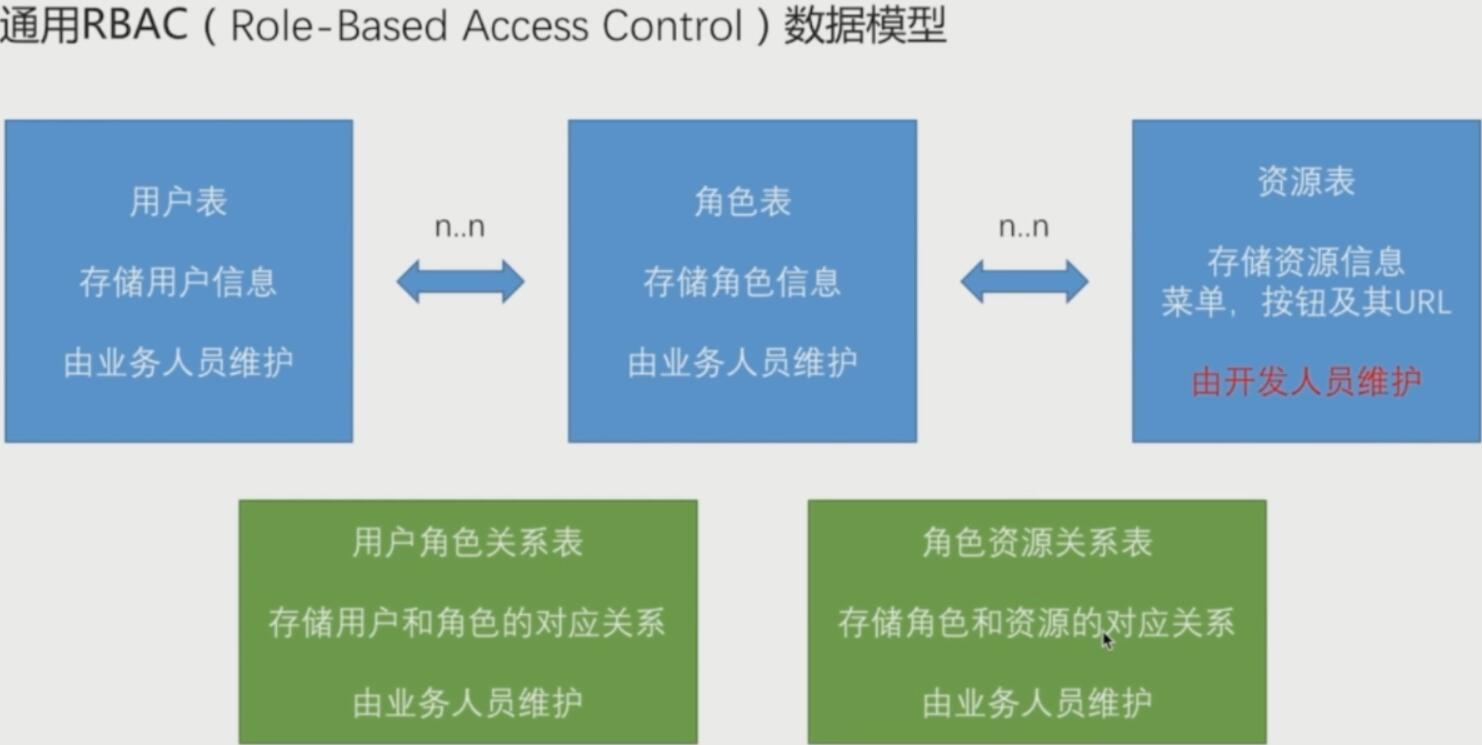 通用RBAC（Role-Based Access Control）数据模型
用户表
存储用户信息
由业务人员维护
n..n
角色表
存储角色信息
由业务人员维护
n..n
资源表
存储资源信息
菜单，按钮及其URL
由开发人员维护
用户角色关系表
存储用户和角色的对应关系
由业务人员维护
角色资源关系表
存储角色和资源的对应关系
由业务人员维护